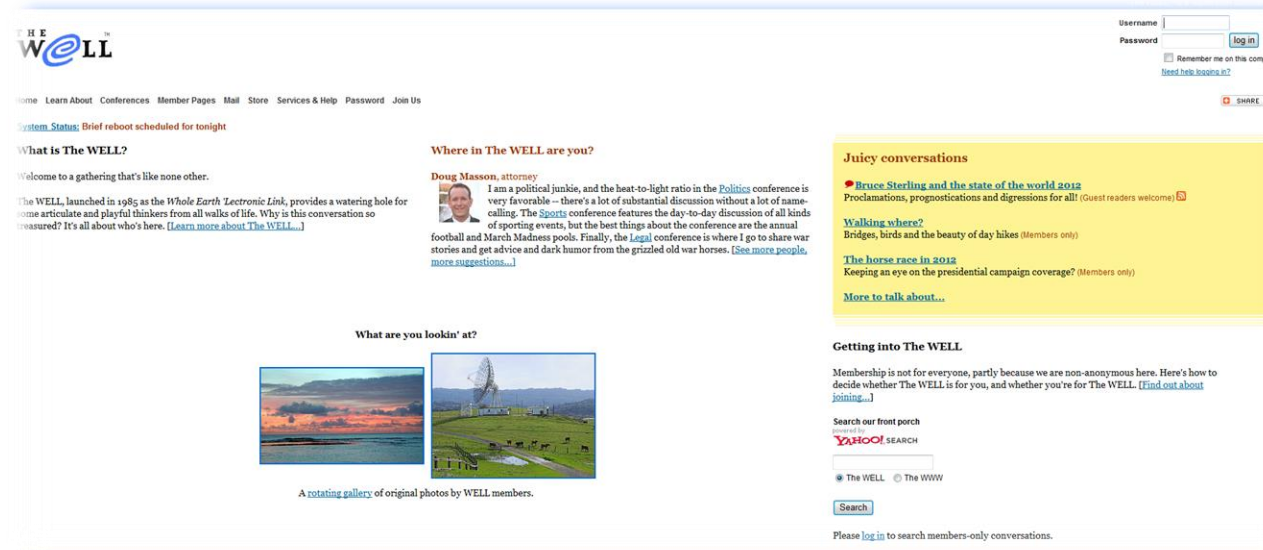 THE
W@LL
Username
Password
log in
Remember me on this com
Need help logging in?
Home Learn About Conferences Member Pages Mail Store Services & Help Password Join Us
SHARE
System Status: Brief reboot scheduled for tonight
What is The WELL?
Welcome to a gathering that's like none other.
The WELL, launched in 1985 as the Whole Earth 'Lectronic Link, provides a watering hole for
some articulate and playful thinkers from all walks of life. Why is this conversation so
treasured? It's all about who's here. [Learn more about The WELL...]
Where in The WELL are you?
Doug Masson, attorney
I am a political junkie, and the heat-to-light ratio in the Politics conference is
very favorable -- there's a lot of substantial discussion without a lot of name-
calling. The Sports conference features the day-to-day discussion of all kinds
of sporting events, but the best things about the conference are the annual
football and March Madness pools. Finally, the Legal conference is where I go to share war
stories and get advice and dark humor from the grizzled old war horses. [See more people,
more suggestions...]
Juicy conversations
Bruce Sterling and the state of the world 2012
Proclamations, prognostications and digressions for all! (Guest readers welcome)
Walking where?
Bridges, birds and the beauty of day hikes (Members only)
The horse race in 2012
Keeping an eye on the presidential campaign coverage? (Members only)
More to talk about...
What are you lookin' at?
A rotating gallery of original photos by WELL members.
Getting into The WELL
Membership is not for everyone, partly because we are non-anonymous here. Here's how to
decide whether The WELL is for you, and whether you're for The WELL. [Find out about
joining...]
Search our front porch
powered by
YAHOO! SEARCH
The WELL The WWW
Search
Please log in to search members-only conversations.